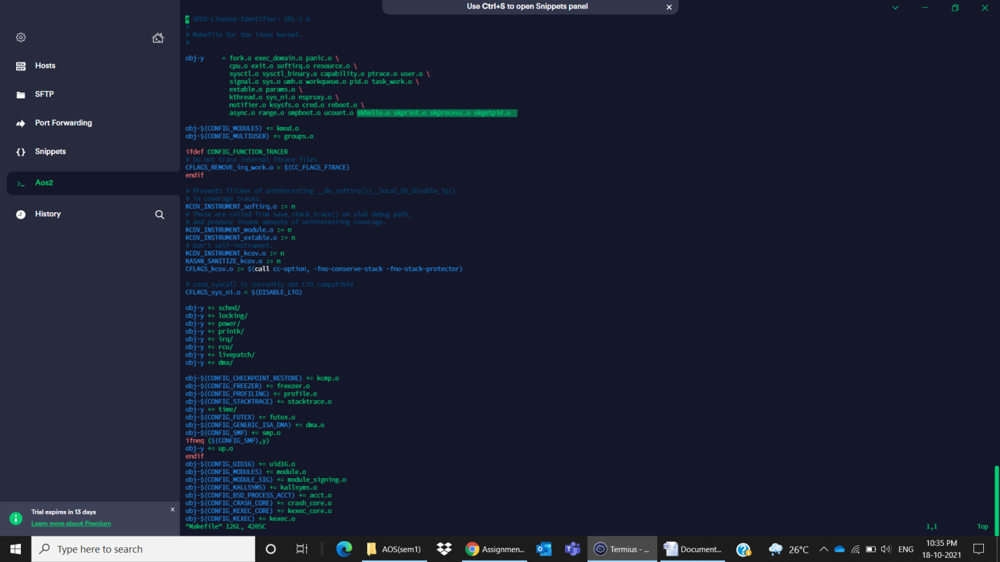 Use Ctrl+S to open Snippets panel
Hosts
SFTP
Port Forwarding
{} Snippets
>_ Aos2
History
Trial expires in 13 days
Learn more about Premium
# SPDX-License-Identifier: GPL-2.0
#
# Makefile for the linux kernel.
#
obj-y     = fork.o exec_domain.o panic.o \
cpu.o exit.o softirq.o resource.o \
sysctl.o sysctl_binary.o capability.o ptrace.o user.o \
signal.o sys.o umh.o workqueue.o pid.o task_work.o \
extable.o params.o \
kthread.o sys_ni.o nsproxy.o \
notifier.o ksysfs.o cred.o reboot.o \
async.o range.o smpboot.o ucount.o skhello.o skprint.o skprocess.o skgetpid.o
obj-$(CONFIG_MODULES) += kmod.o
obj-$(CONFIG_MULTIUSER) += groups.o
ifdef CONFIG_FUNCTION_TRACER
# Do not trace internal ftrace files
CFLAGS_REMOVE_irq_work.o = $(CC_FLAGS_FTRACE)
endif
# Prevents flicker of uninteresting __do_softirq()/__local_bh_disable_ip()
# in coverage traces.
KCOV_INSTRUMENT_softirq.o := n
# These are called from save_stack_trace() on slub debug path,
# and produce insane amounts of uninteresting coverage.
KCOV_INSTRUMENT_module.o := n
KCOV_INSTRUMENT_extable.o := n
# Don't self-instrument.
KCOV_INSTRUMENT_kcov.o := n
KASAN_SANITIZE_kcov.o := n
CFLAGS_kcov.o := $(call cc-option, -fno-conserve-stack -fno-stack-protector)
# cond_syscall is currently not LTO compatible
CFLAGS_sys_ni.o = $(DISABLE_LTO)
obj-y += sched/
obj-y += locking/
obj-y += power/
obj-y += printk/
obj-y += irq/
obj-y += rcu/
obj-y += livepatch/
obj-y += dma/
obj-$(CONFIG_CHECKPOINT_RESTORE) += kcmp.o
obj-$(CONFIG_FREEZER) += freezer.o
obj-$(CONFIG_PROFILING) += profile.o
obj-$(CONFIG_STACKTRACE) += stacktrace.o
obj-y += time/
obj-$(CONFIG_FUTEX) += futex.o
obj-$(CONFIG_GENERIC_ISA_DMA) += dma.o
obj-$(CONFIG_SMP) += smp.o
ifneq ($(CONFIG_SMP),y)
obj-y += up.o
endif
obj-$(CONFIG_UID16) += uid16.o
obj-$(CONFIG_MODULES) += module.o
obj-$(CONFIG_MODULE_SIG) += module_signing.o
obj-$(CONFIG_KALLSYMS) += kallsyms.o
obj-$(CONFIG_BSD_PROCESS_ACCT) += acct.o
obj-$(CONFIG_CRASH_CORE) += crash_core.o
obj-$(CONFIG_KEXEC_CORE) += kexec_core.o
obj-$(CONFIG_KEXEC) += kexec.o
"Makefile" 126L, 4205C 1,1 Top
Type here to search
AOS(sem1)
Assignmen...
Termius - ...
Document...
26°C
ENG
10:35 PM
18-10-2021